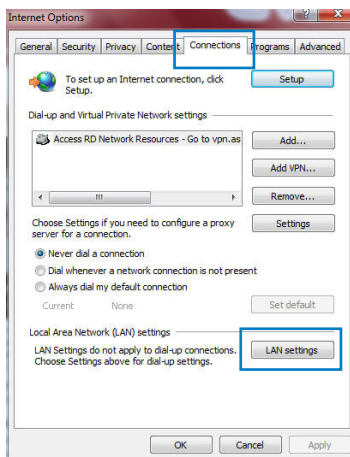 Internet Options
General Security Privacy Content Connections Programs Advanced
To set up an Internet connection, click
Setup.
Setup
Dial-up and Virtual Private Network settings
Access RD Network Resources - Go to vpn.as
Add...
Add VPN...
Remove...
Choose Settings if you need to configure a proxy
server for a connection.
Settings
Never dial a connection
Dial whenever a network connection is not present
Always dial my default connection
Current None
Set default
Local Area Network (LAN) settings
LAN Settings do not apply to dial-up connections.
Choose Settings above for dial-up settings.
LAN settings
OK Cancel Apply